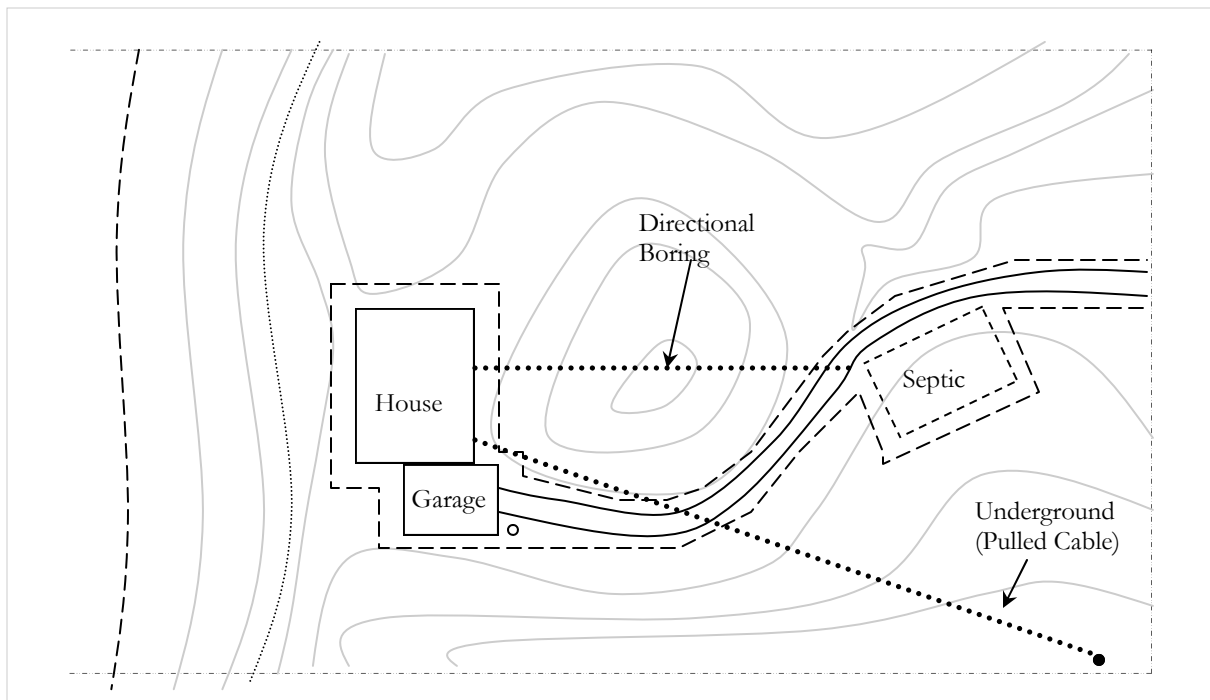 Directional
Boring
House
Septic
Garage
Underground
(Pulled Cable)